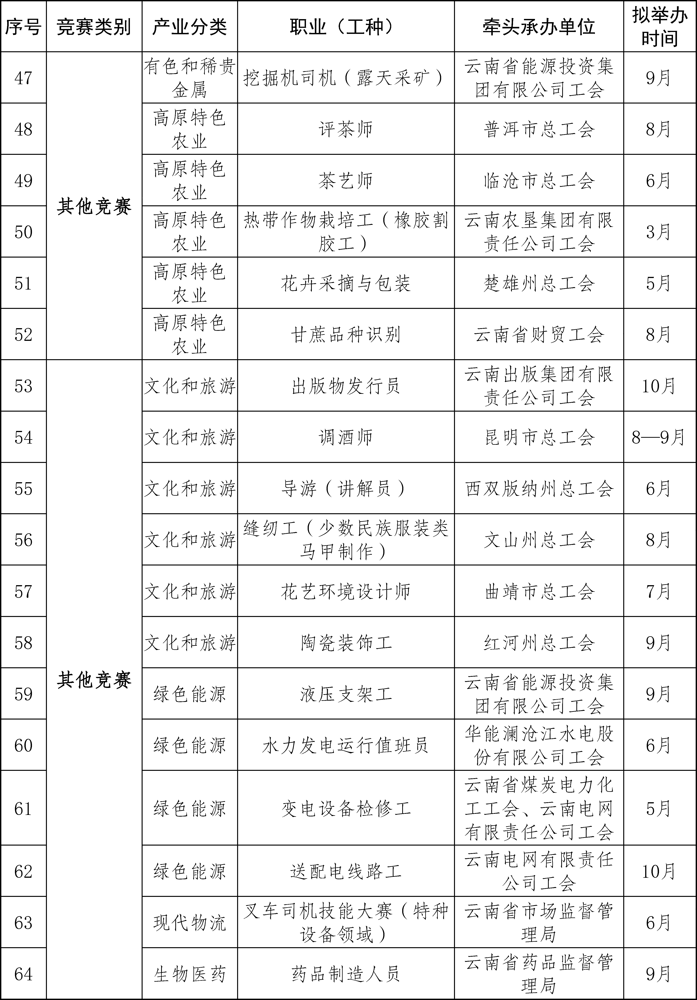 序号 竞赛类别 产业分类 职业（工种） 牵头承办单位 拟举办
时间
47 其他竞赛 有色和稀贵
金属 挖掘机司机（露天采矿） 云南省能源投资集
团有限公司工会 9月
48 高原特色
农业 评茶师 普洱市总工会 8月
49 高原特色
农业 茶艺师 临沧市总工会 6月
50 高原特色
农业 热带作物栽培工（橡胶割
胶工） 云南农垦集团有限
责任公司工会 3月
51 高原特色
农业 花卉采摘与包装 楚雄州总工会 5月
52 高原特色
农业 甘蔗品种识别 云南省财贸工会 8月
53 其他竞赛 文化和旅游 出版物发行员 云南出版集团有限
责任公司工会 10月
54 文化和旅游 调酒师 昆明市总工会 8—9月
55 文化和旅游 导游（讲解员） 西双版纳州总工会 6月
56 文化和旅游 缝纫工（少数民族服装类
马甲制作） 文山州总工会 8月
57 文化和旅游 花艺环境设计师 曲靖市总工会 7月
58 文化和旅游 陶瓷装饰工 红河州总工会 9月
59 绿色能源 液压支架工 云南省能源投资集
团有限公司工会 9月
60 绿色能源 水力发电运行值班员 华能澜沧江水电股
份有限公司工会 6月
61 绿色能源 变电设备检修工 云南省煤炭电力化
工工会、云南电网
有限责任公司工会 5月
62 绿色能源 送配电线路工 云南电网有限责任
公司工会 10月
63 现代物流 叉车司机技能大赛（特种
设备领域） 云南省市场监督管
理局 6月
64 生物医药 药品制造人员 云南省药品监督管
理局 9月